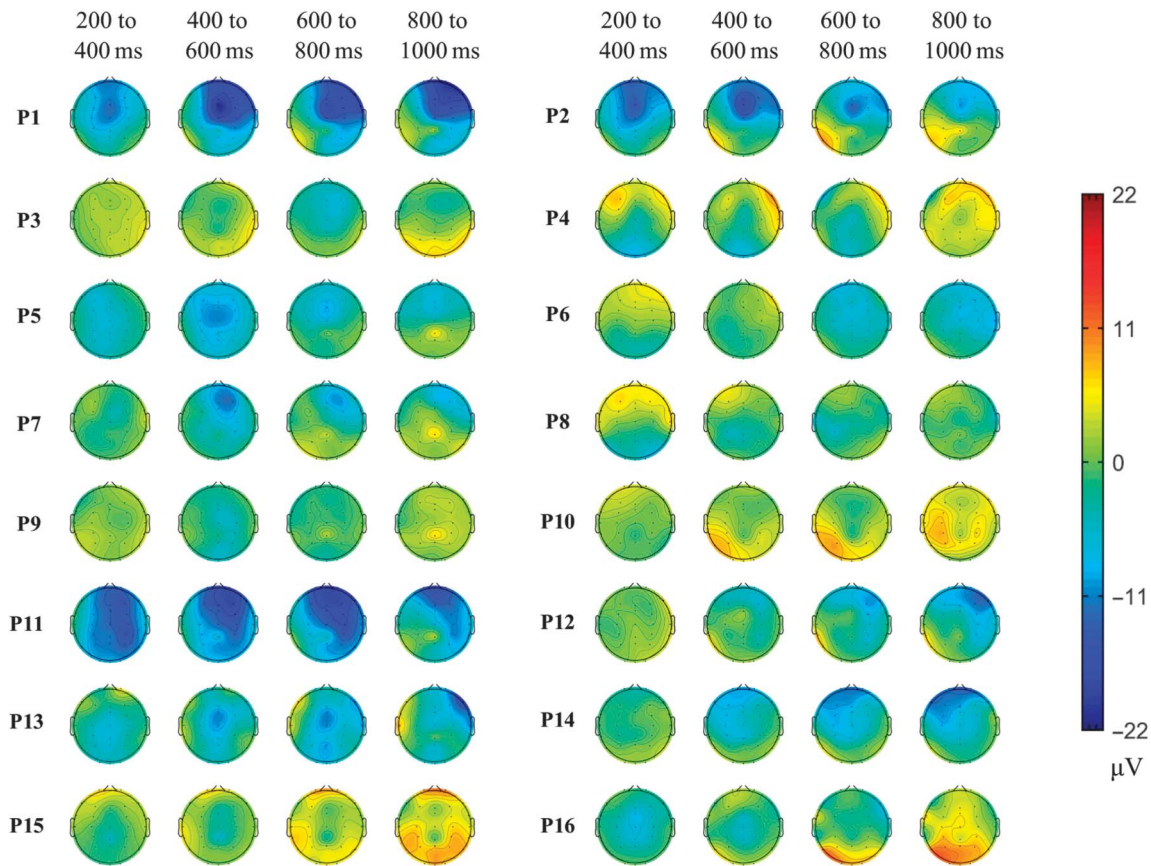 200 to 400 to 600 to 800 to 200 to 400 to 600 to 800 to
400 ms 600 ms 800 ms 1000 ms 400 ms 600 ms 800 ms 1000 ms
P1 P2
P3 P4
P5 P6
P7 P8
P9 P10
P11 P12
P13 P14
P15 P16
22
11
0
−11
−22
μV